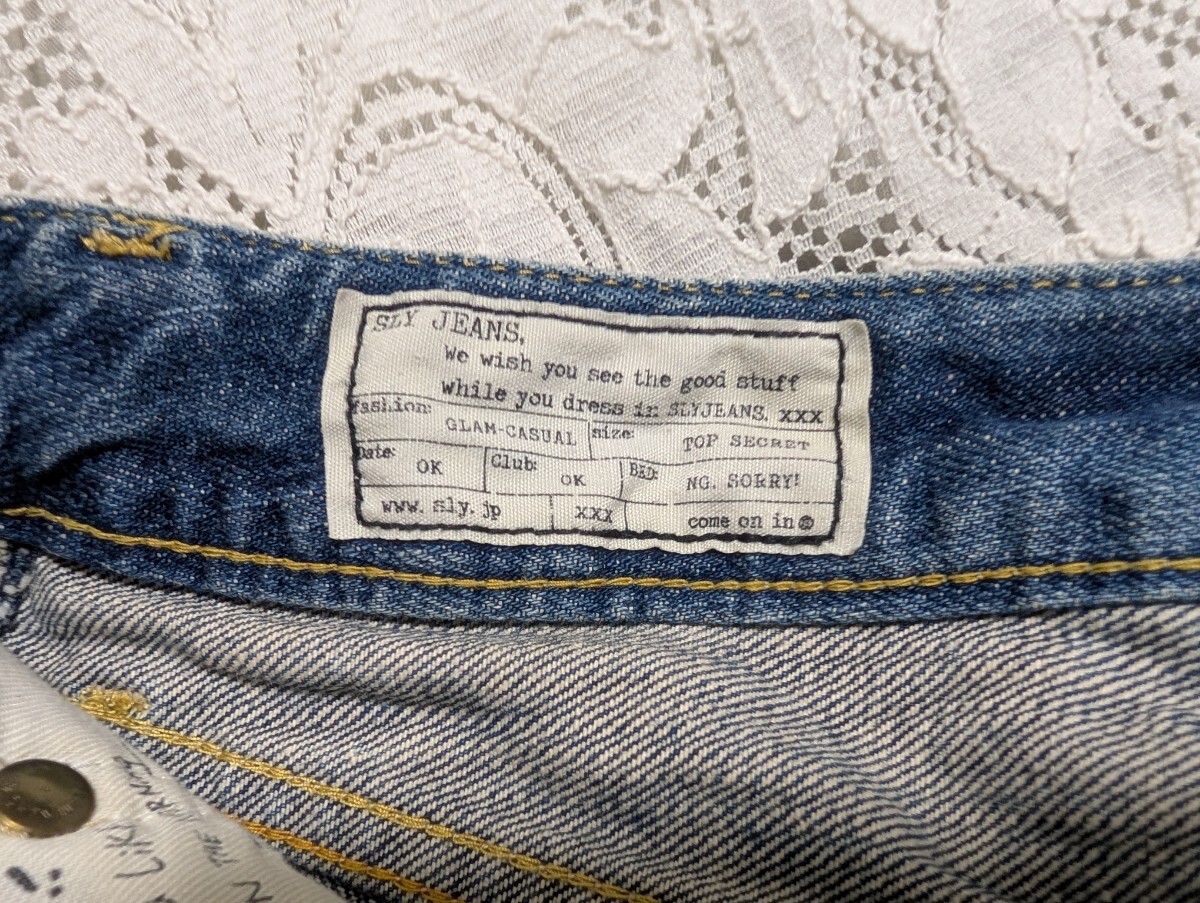 SLY JEANS,
We wish you see the good stuff
while you dress in SLYJEANS. XXX
Fashion: GLAM-CASUAL size: TOP SECRET
Date: OK Club: OK BED: NG. SORRY!
www.sly.jp XXX come on in
THE